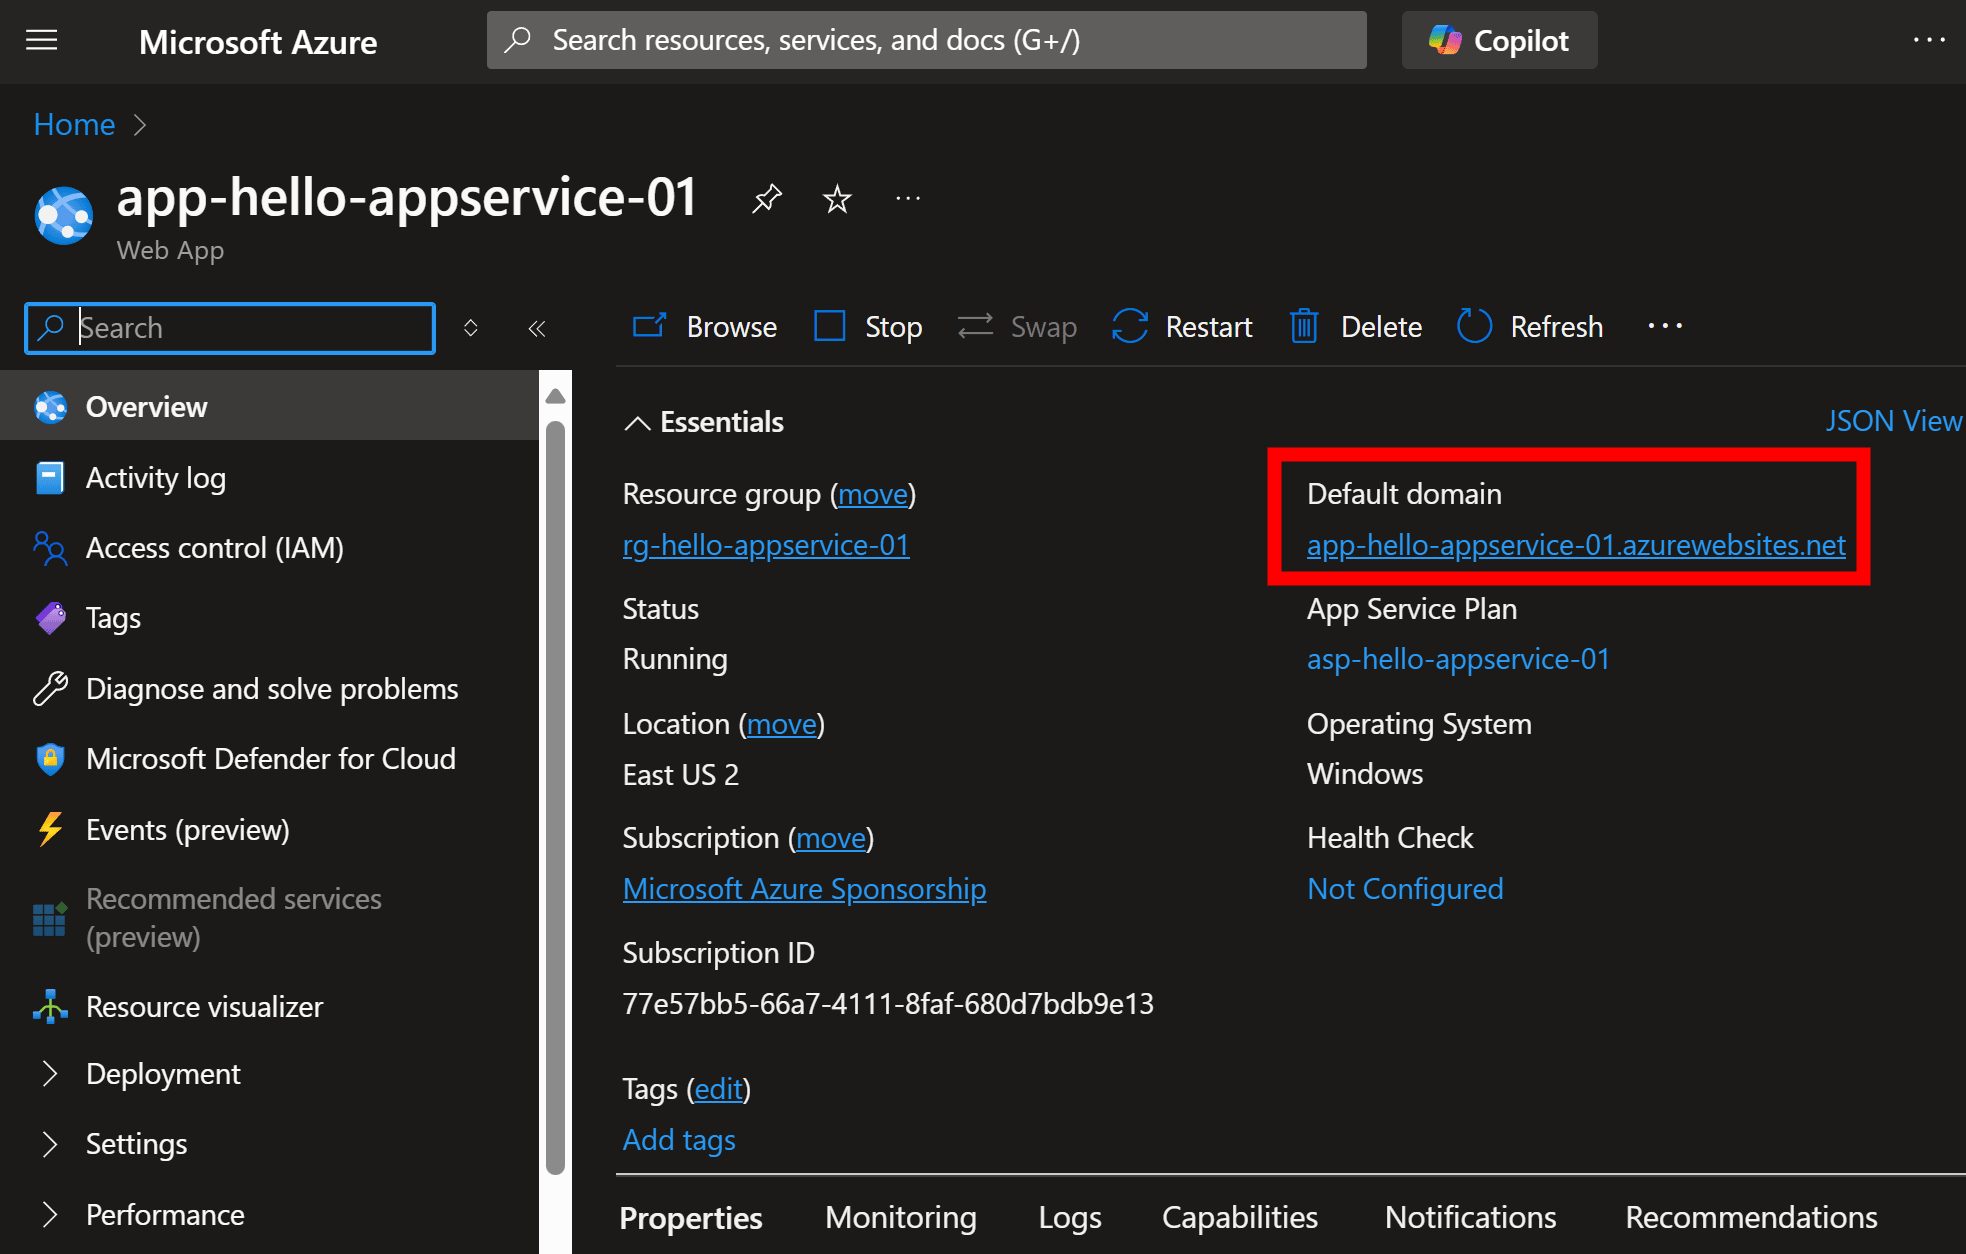 Microsoft Azure
Search resources, services, and docs (G+/)
Copilot
Home
app-hello-appservice-01
Web App
Search
Browse
Stop
Swap
Restart
Delete
Refresh
Overview
Activity log
Access control (IAM)
Tags
Diagnose and solve problems
Microsoft Defender for Cloud
Events (preview)
Recommended services
(preview)
Resource visualizer
Deployment
Settings
Performance
Essentials
JSON View
Resource group (move)
rg-hello-appservice-01
Status
Running
Location (move)
East US 2
Subscription (move)
Microsoft Azure Sponsorship
Subscription ID
77e57bb5-66a7-4111-8faf-680d7bdb9e13
Default domain
app-hello-appservice-01.azurewebsites.net
App Service Plan
asp-hello-appservice-01
Operating System
Windows
Health Check
Not Configured
Tags (edit)
Add tags
Properties
Monitoring
Logs
Capabilities
Notifications
Recommendations